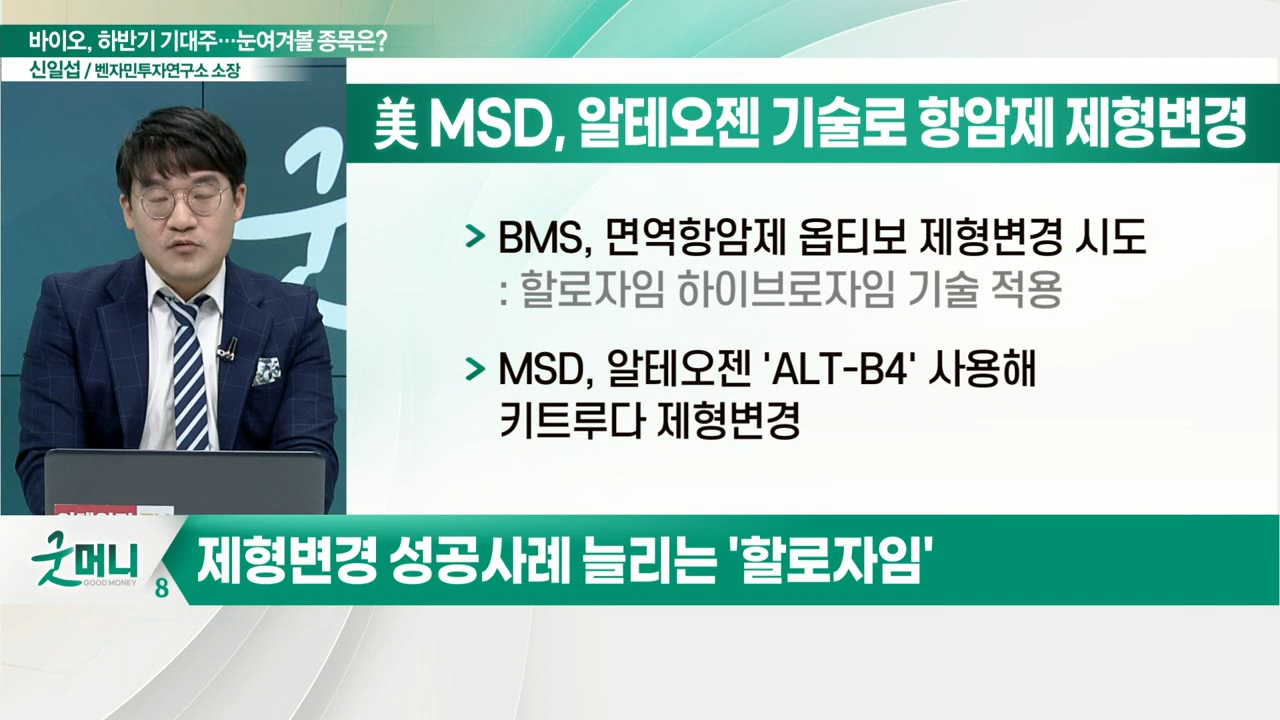 바이오, 하반기 기대주…눈여겨볼 종목은?
신일섭 / 벤자민투자연구소 소장
美 MSD, 알테오젠 기술로 항암제 제형변경
> BMS, 면역항암제 옵티보 제형변경 시도
: 할로자임 하이브로자임 기술 적용
> MSD, 알테오젠 'ALT-B4' 사용해
키트루다 제형변경
굿머니
GOOD MONEY
8
제형변경 성공사례 늘리는 '할로자임'